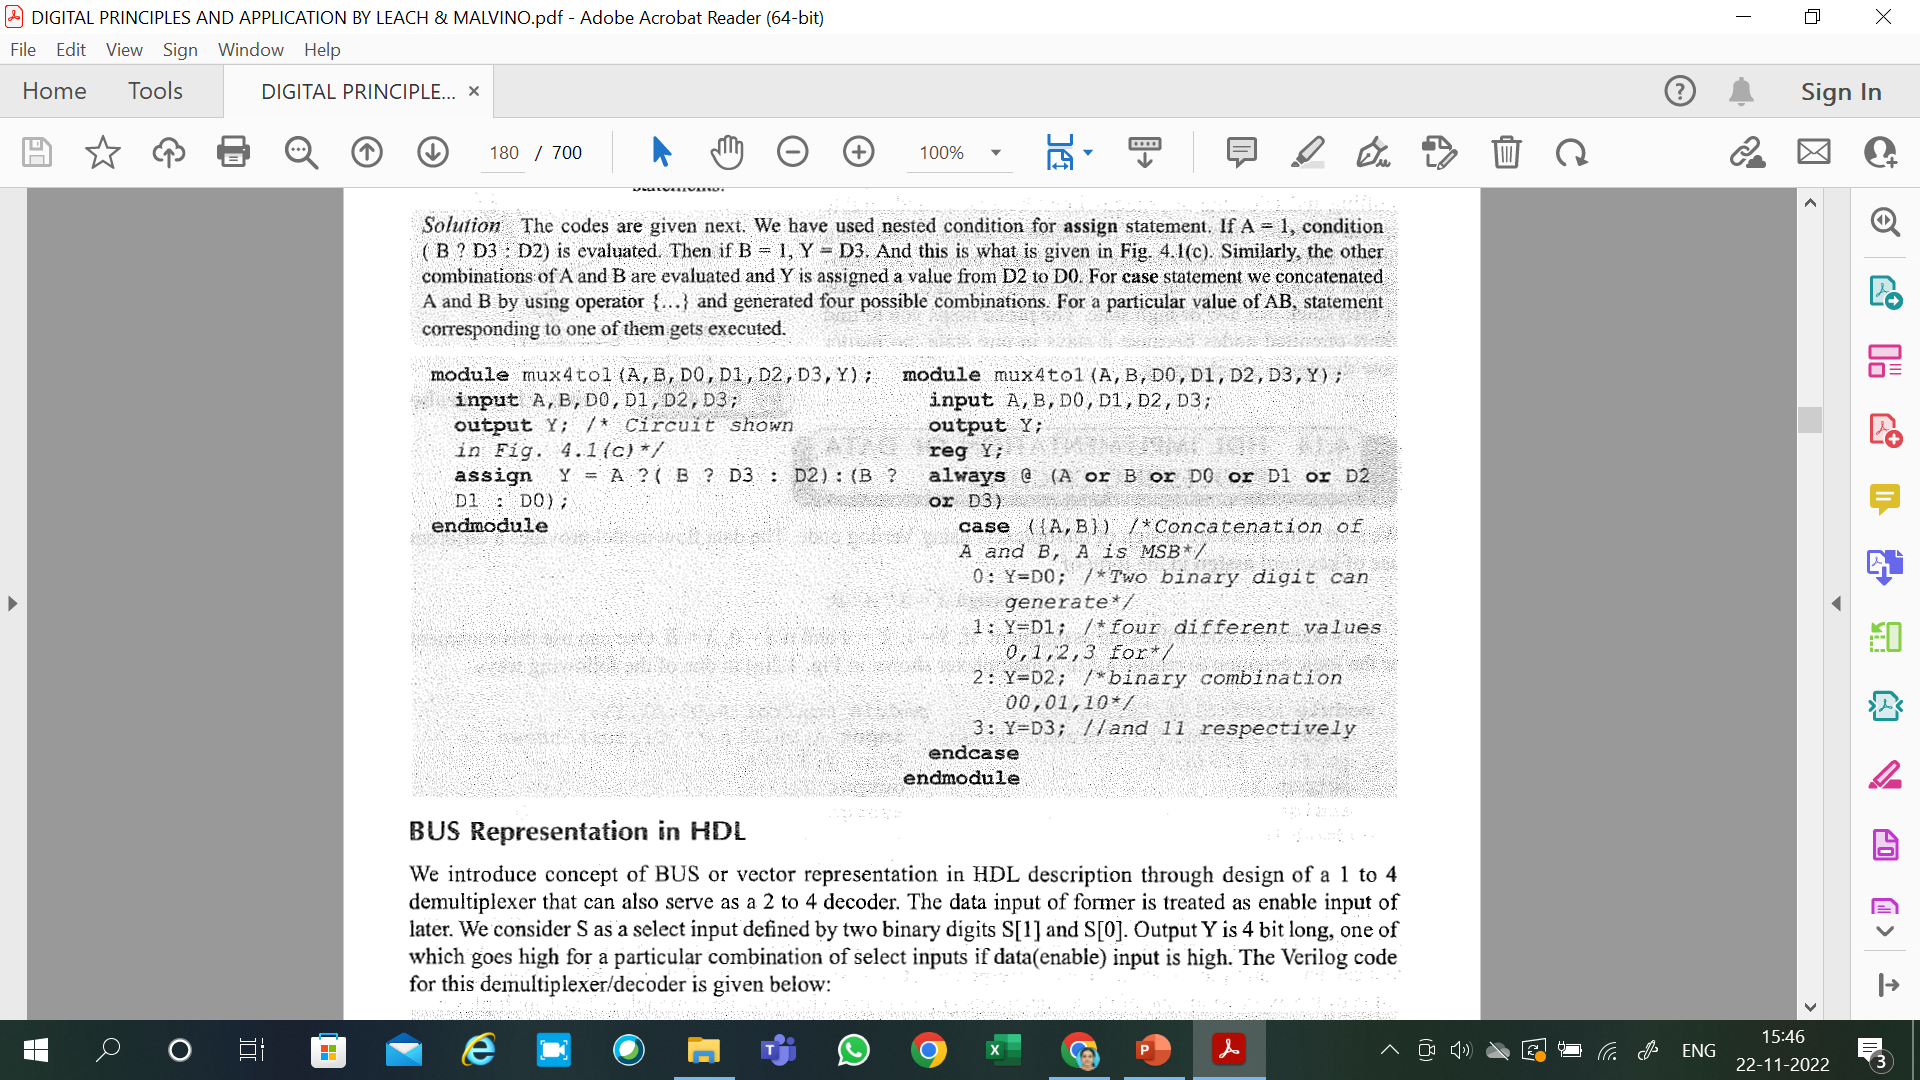 DIGITAL PRINCIPLES AND APPLICATION BY LEACH & MALVINO.pdf - Adobe Acrobat Reader (64-bit)
File Edit View Sign Window Help
Home Tools DIGITAL PRINCIPLE... × Sign In
180 / 700 100%
statements.
Solution The codes are given next. We have used nested condition for assign statement. If A = 1, condition
( B ? D3 : D2) is evaluated. Then if B = 1, Y = D3. And this is what is given in Fig. 4.1(c). Similarly, the other
combinations of A and B are evaluated and Y is assigned a value from D2 to D0. For case statement we concatenated
A and B by using operator {...} and generated four possible combinations. For a particular value of AB, statement
corresponding to one of them gets executed.
module mux4to1(A,B,D0,D1,D2,D3,Y);
input A,B,D0,D1,D2,D3;
output Y; /* Circuit shown
in Fig. 4.1(c)*/
assign Y = A ?( B ? D3 : D2):(B ?
D1 : D0);
endmodule
module mux4to1(A,B,D0,D1,D2,D3,Y);
input A,B,D0,D1,D2,D3;
output Y;
reg Y;
always @ (A or B or D0 or D1 or D2
or D3)
case ({A,B}) /*Concatenation of
A and B, A is MSB*/
0: Y=D0; /*Two binary digit can
generate*/
1: Y=D1; /*four different values
0,1,2,3 for*/
2: Y=D2; /*binary combination
00,01,10*/
3: Y=D3; //and 11 respectively
endcase
endmodule
BUS Representation in HDL
We introduce concept of BUS or vector representation in HDL description through design of a 1 to 4
demultiplexer that can also serve as a 2 to 4 decoder. The data input of former is treated as enable input of
later. We consider S as a select input defined by two binary digits S[1] and S[0]. Output Y is 4 bit long, one of
which goes high for a particular combination of select inputs if data(enable) input is high. The Verilog code
for this demultiplexer/decoder is given below:
ENG
15:46
22-11-2022
3